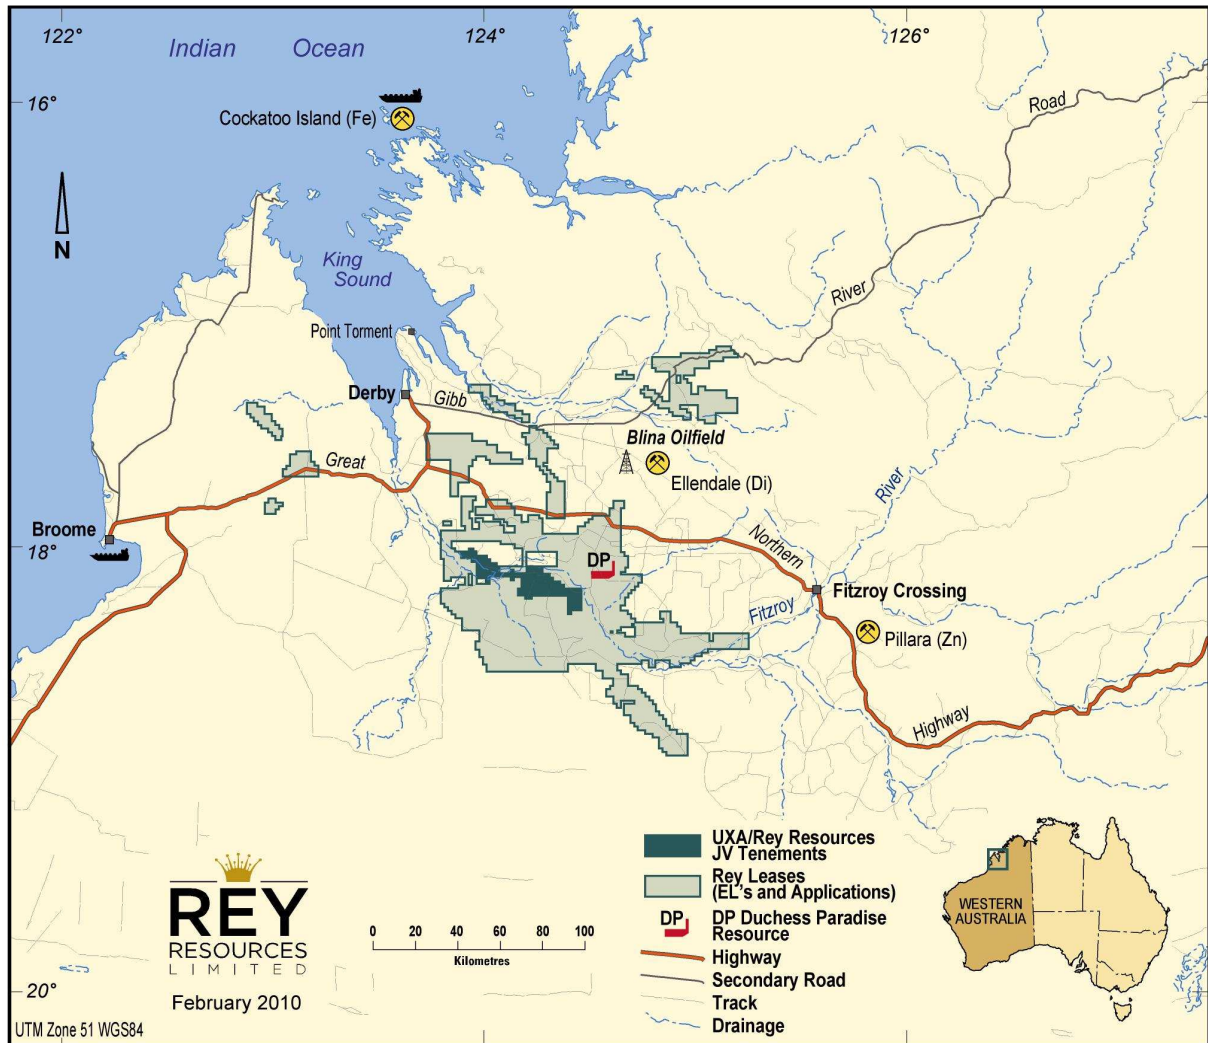 122°
124°
126°
Indian Ocean
16°
Cockatoo Island (Fe)
Road
N
King
Sound
River
Point Torment
Derby
Gibb
Blina Oilfield
Great
Ellendale (Di)
River
Broome
18°
DP
Northern
Fitzroy
Fitzroy Crossing
Pillara (Zn)
Highway
UXA/Rey Resources
JV Tenements
Rey Leases
(EL's and Applications)
DP
DP Duchess Paradise
Resource
Highway
Secondary Road
Track
Drainage
WESTERN
AUSTRALIA
REY
RESOURCES
LIMITED
February 2010
0 20 40 60 80 100
Kilometres
20°
UTM Zone 51 WGS84